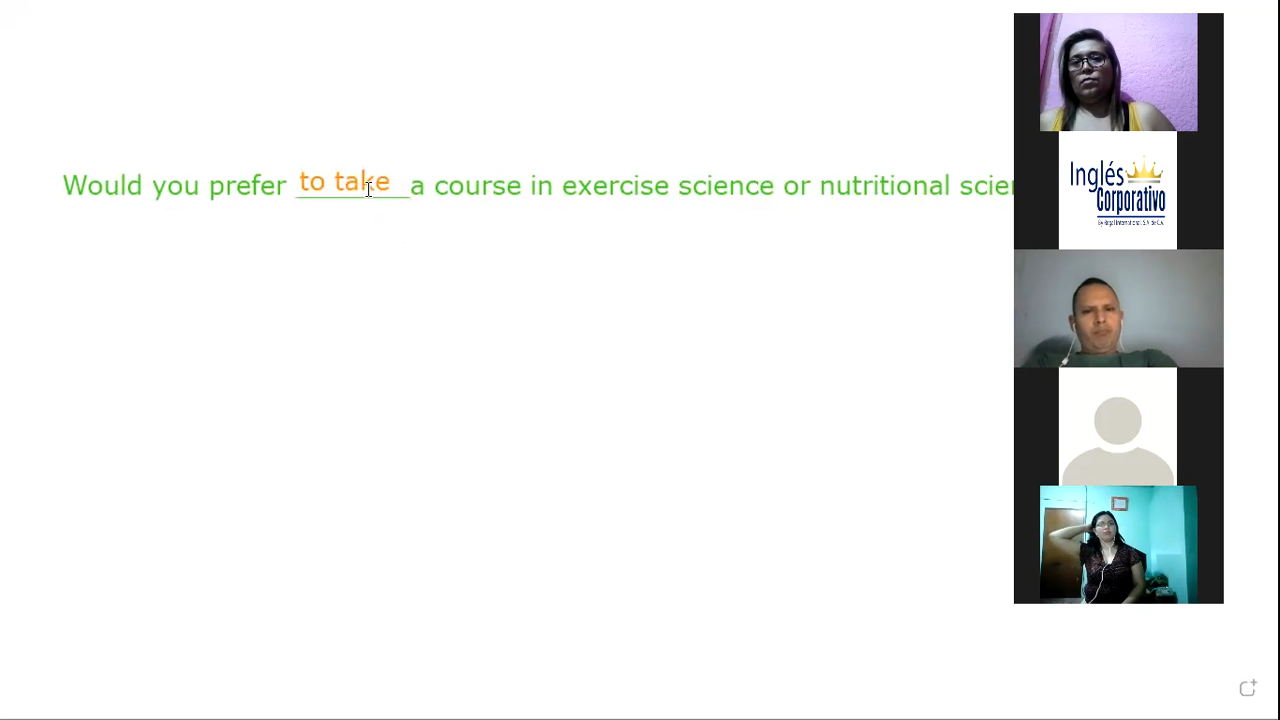 Would you prefer to take a course in exercise science or nutritional
Inglés
Corporativo